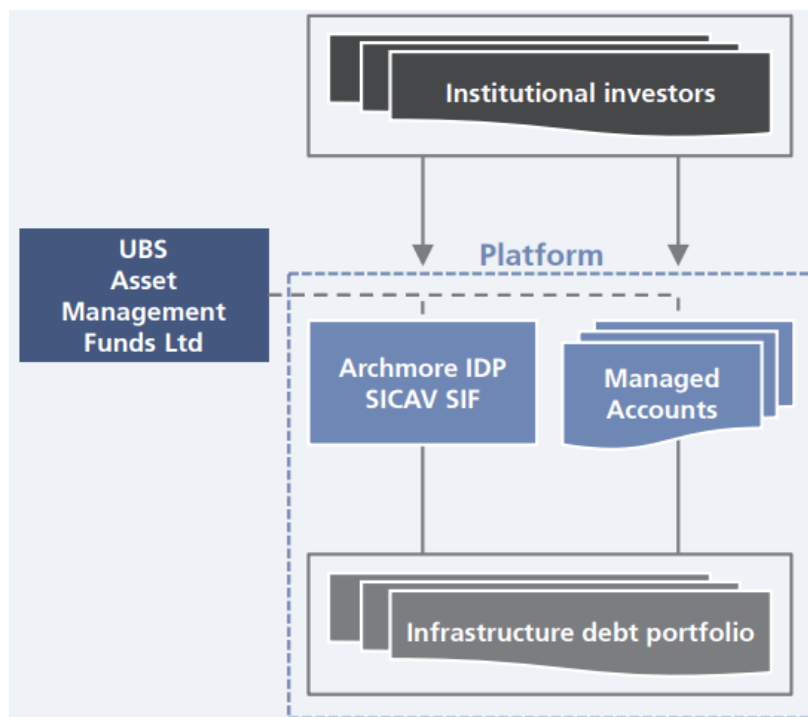 Institutional investors
Platform
UBS
Asset
Management
Funds Ltd
Archmore IDP
SICAV SIF
Managed
Accounts
Infrastructure debt portfolio